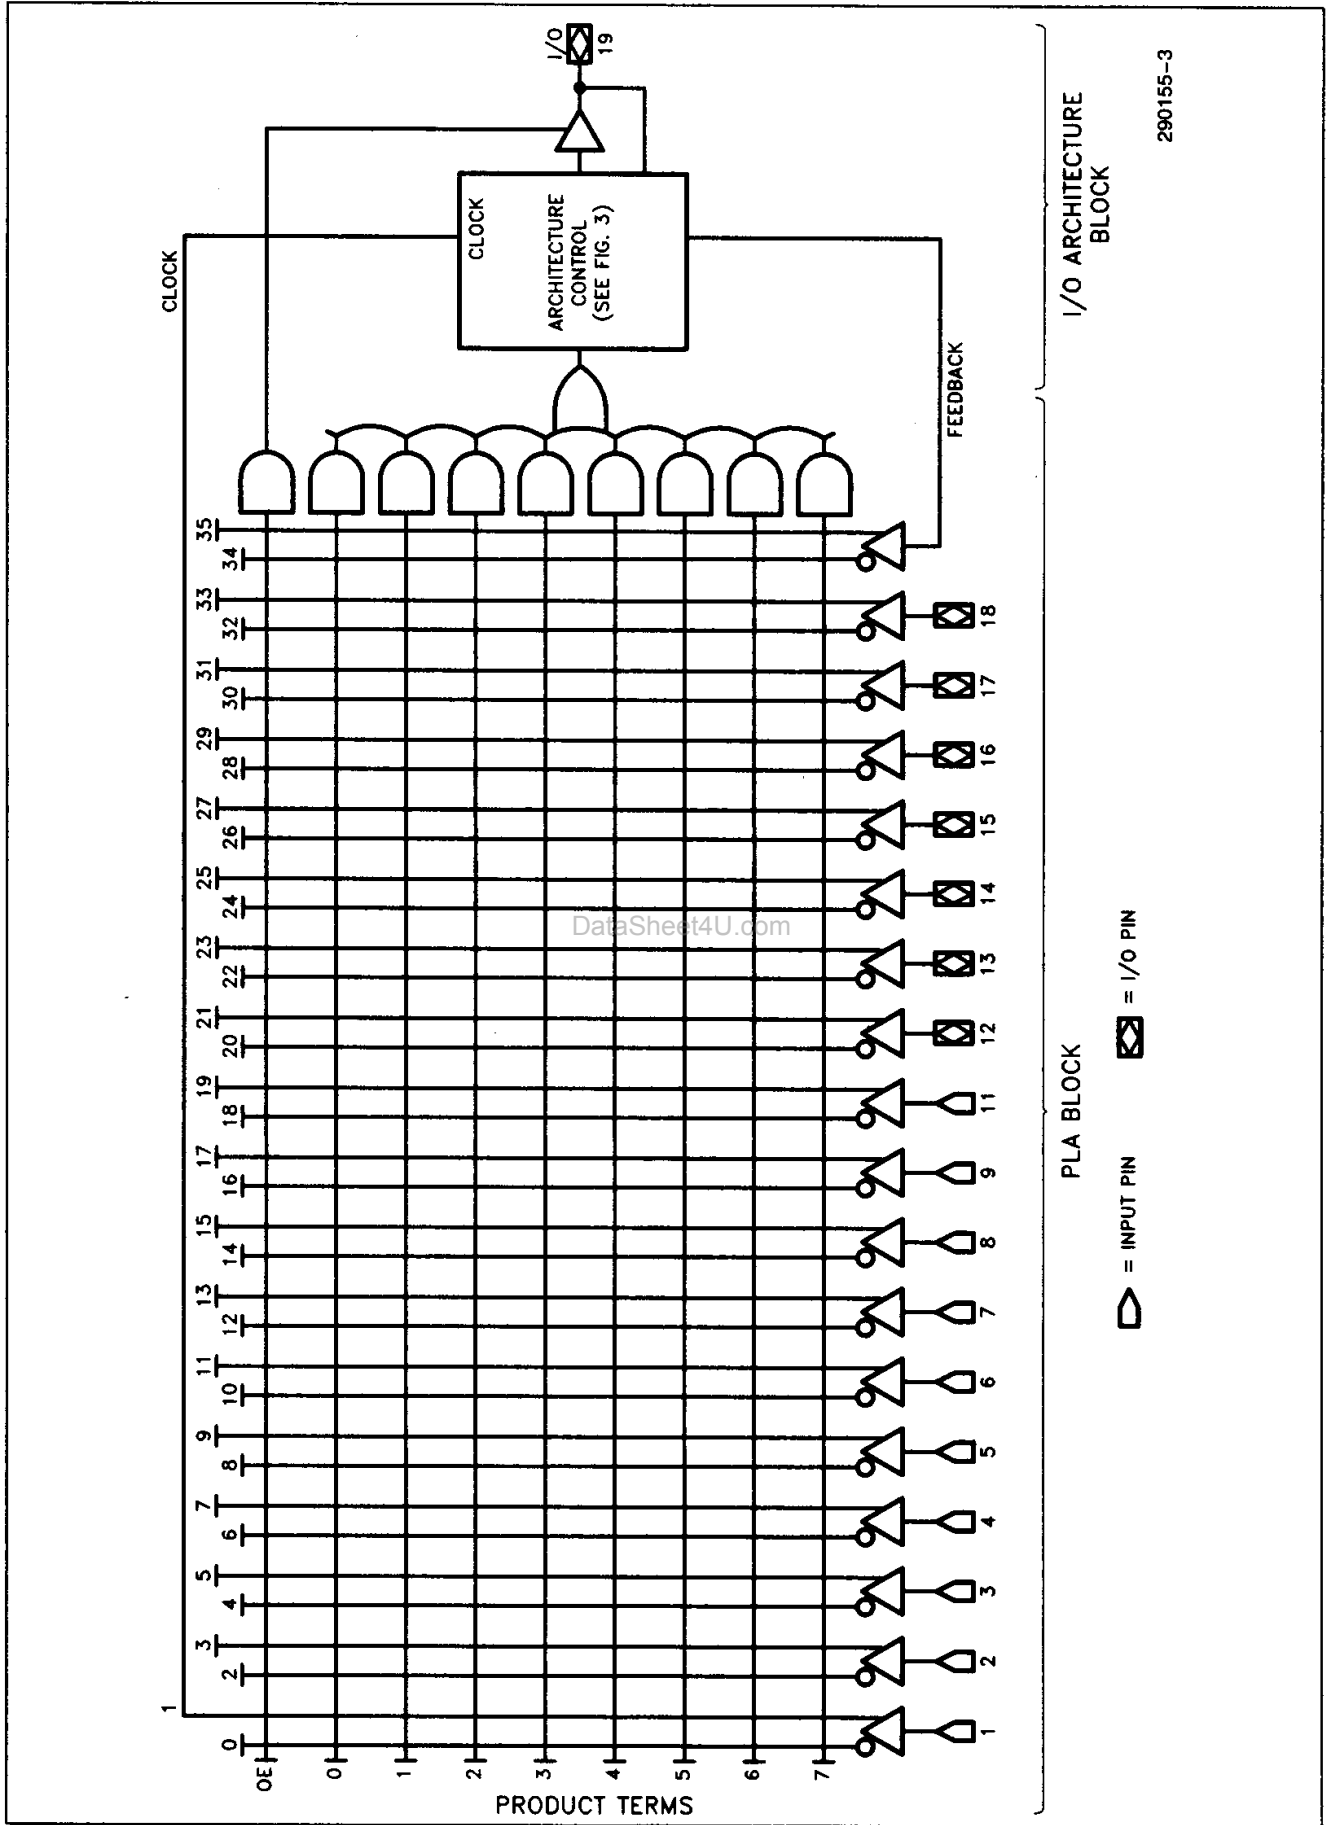 I/O
19
CLOCK
CLOCK
ARCHITECTURE
CONTROL
(SEE FIG. 3)
FEEDBACK
I/O ARCHITECTURE
BLOCK
290155-3
0 1 2 3 4 5 6 7 8 9 10 11 12 13 14 15 16 17 18 19 20 21 22 23 24 25 26 27 28 29 30 31 32 33 34 35
OE
0
1
2
3
4
5
6
7
PRODUCT TERMS
1 2 3 4 5 6 7 8 9 11 12 13 14 15 16 17 18
PLA BLOCK
= INPUT PIN
= I/O PIN
DataSheet4U.com